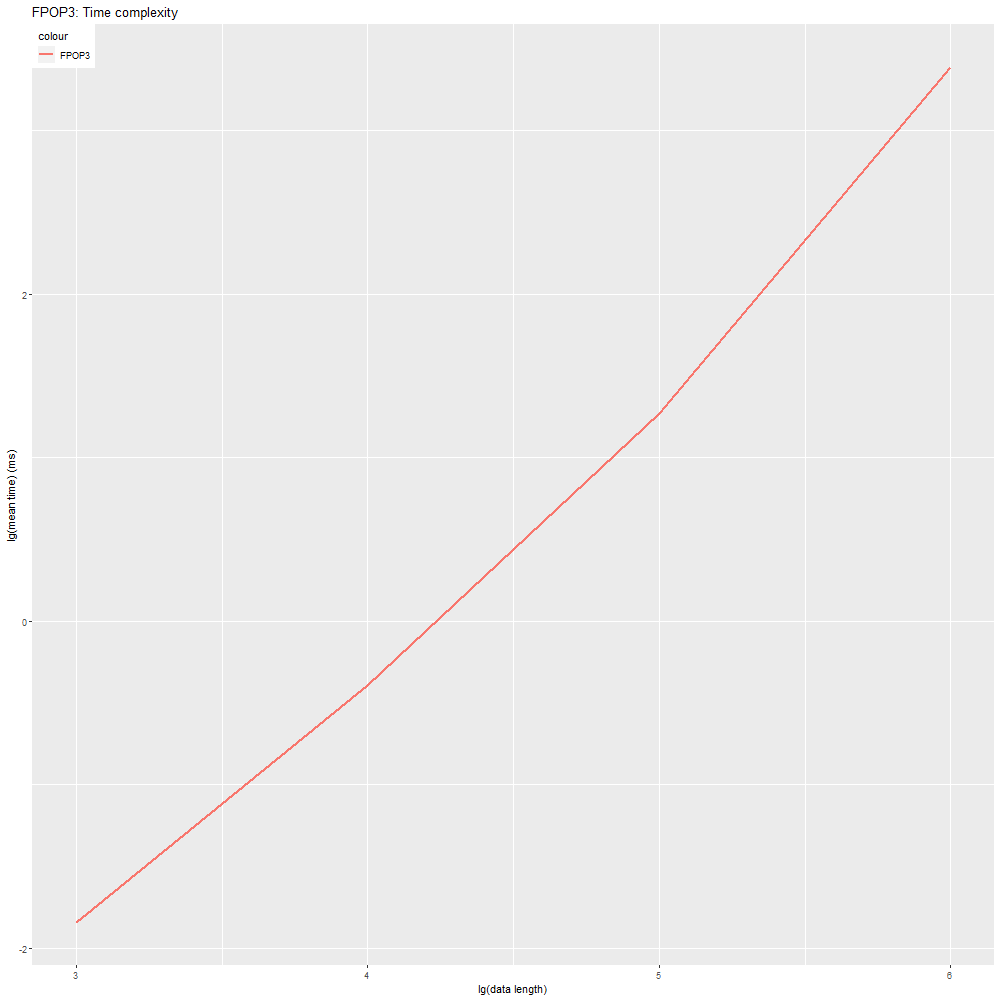 FPOP3: Time complexity
colour
FPOP3
2
0
-2
lg(mean time) (ms)
3 4 5 6
lg(data length)